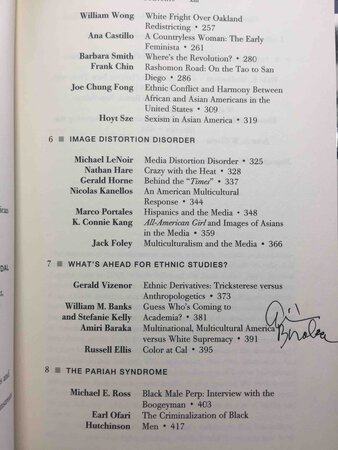 xiii
William Wong White Fright Over Oakland
Redistricting • 257
Ana Castillo A Countryless Woman: The Early
Feminista • 261
Barbara Smith Where's the Revolution? • 280
Frank Chin Rashomon Road: On the Tao to San
Diego • 286
Joe Chung Fong Ethnic Conflict and Harmony Between
African and Asian Americans in the
United States • 309
Hoyt Sze Sexism in Asian America • 319
6 ■ IMAGE DISTORTION DISORDER
Michael LeNoir Media Distortion Disorder • 325
Nathan Hare Crazy with the Heat • 328
Gerald Horne Behind the "Times" • 337
Nicolas Kanellos An American Multicultural
Response • 344
Marco Portales Hispanics and the Media • 348
K. Connie Kang All-American Girl and Images of Asians
in the Media • 359
Jack Foley Multiculturalism and the Media • 366
7 ■ WHAT'S AHEAD FOR ETHNIC STUDIES?
Gerald Vizenor Ethnic Derivatives: Tricksterese versus
Anthropologetics • 373
William M. Banks Guess Who's Coming to
and Stefanie Kelly Academia? • 381
Amiri Baraka Multinational, Multicultural America
versus White Supremacy • 391
Russell Ellis Color at Cal • 395
8 ■ THE PARIAH SYNDROME
Michael E. Ross Black Male Perp: Interview with the
Boogeyman • 403
Earl Ofari The Criminalization of Black
Hutchinson Men • 417